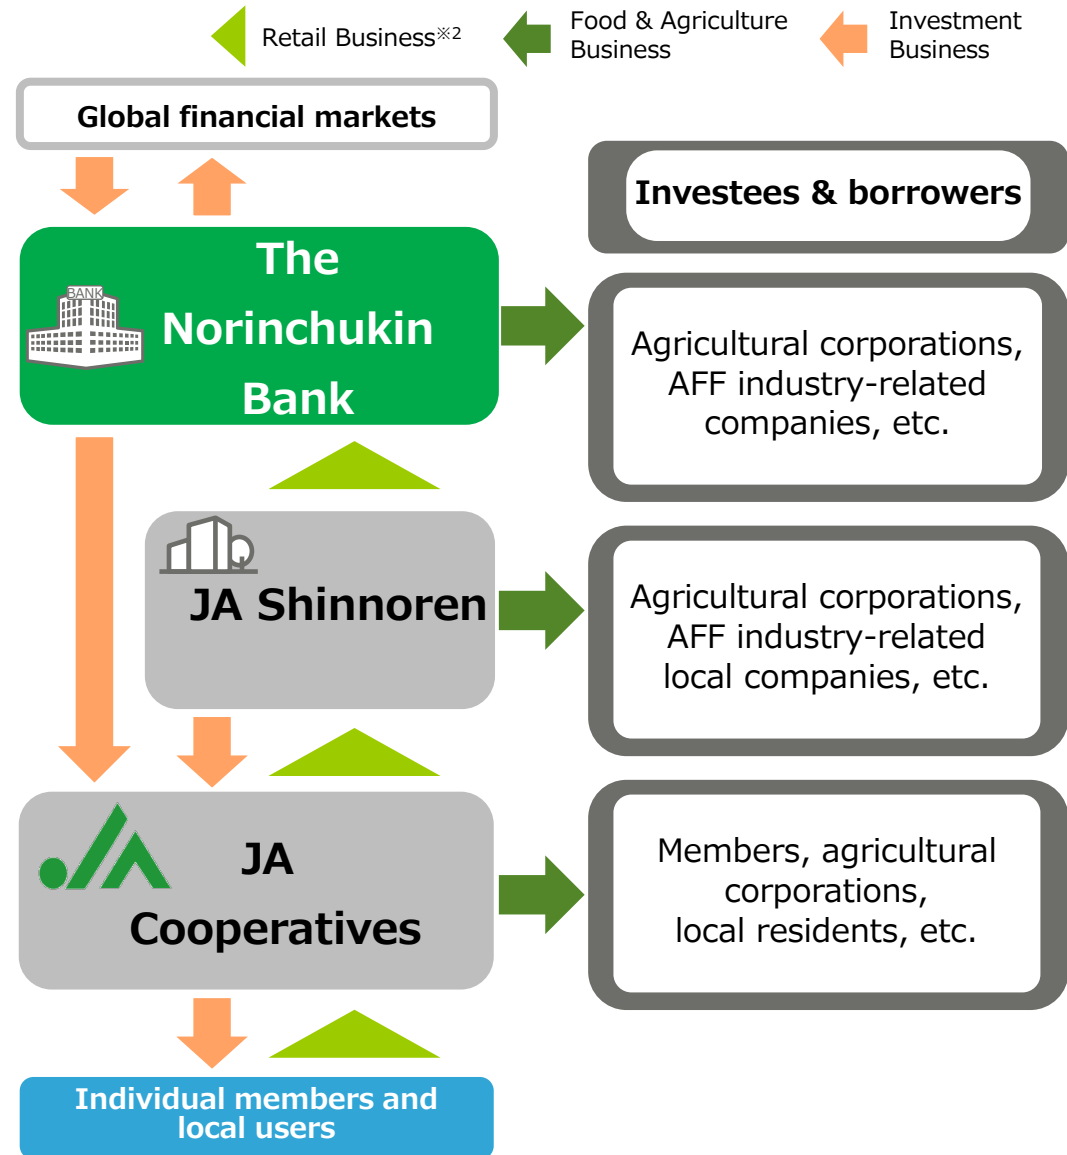 Retail Business※2
Food & Agriculture
Business
Investment
Business
Global financial markets
Investees & borrowers
The
Norinchukin
Bank
BANK
Agricultural corporations,
AFF industry-related
companies, etc.
JA Shinnoren
Agricultural corporations,
AFF industry-related
local companies, etc.
JA
Cooperatives
Members, agricultural
corporations,
local residents, etc.
Individual members and
local users